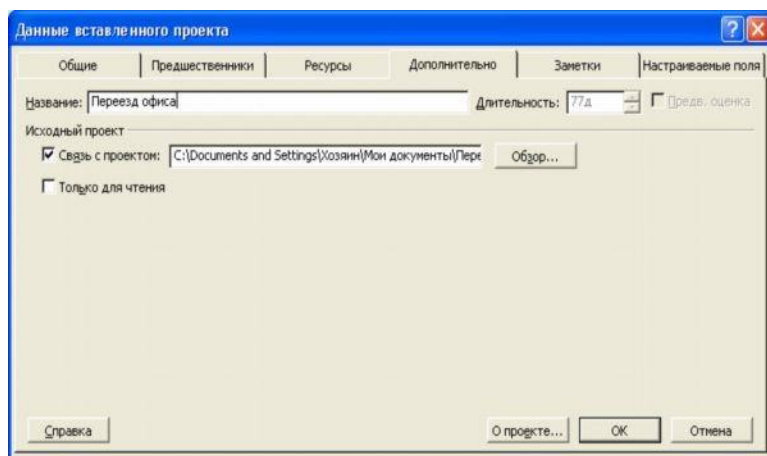 Данные вставленного проекта
Общие Предшественники Ресурсы Дополнительно Заметки Настраиваемые поля
Название: Переезд офиса Длительность: 77д Предв. оценка
Исходный проект
Связь с проектом: C:\Documents and Settings\Хозяин\Мои документы\Пере Обзор...
Только для чтения
Справка О проекте... ОК Отмена